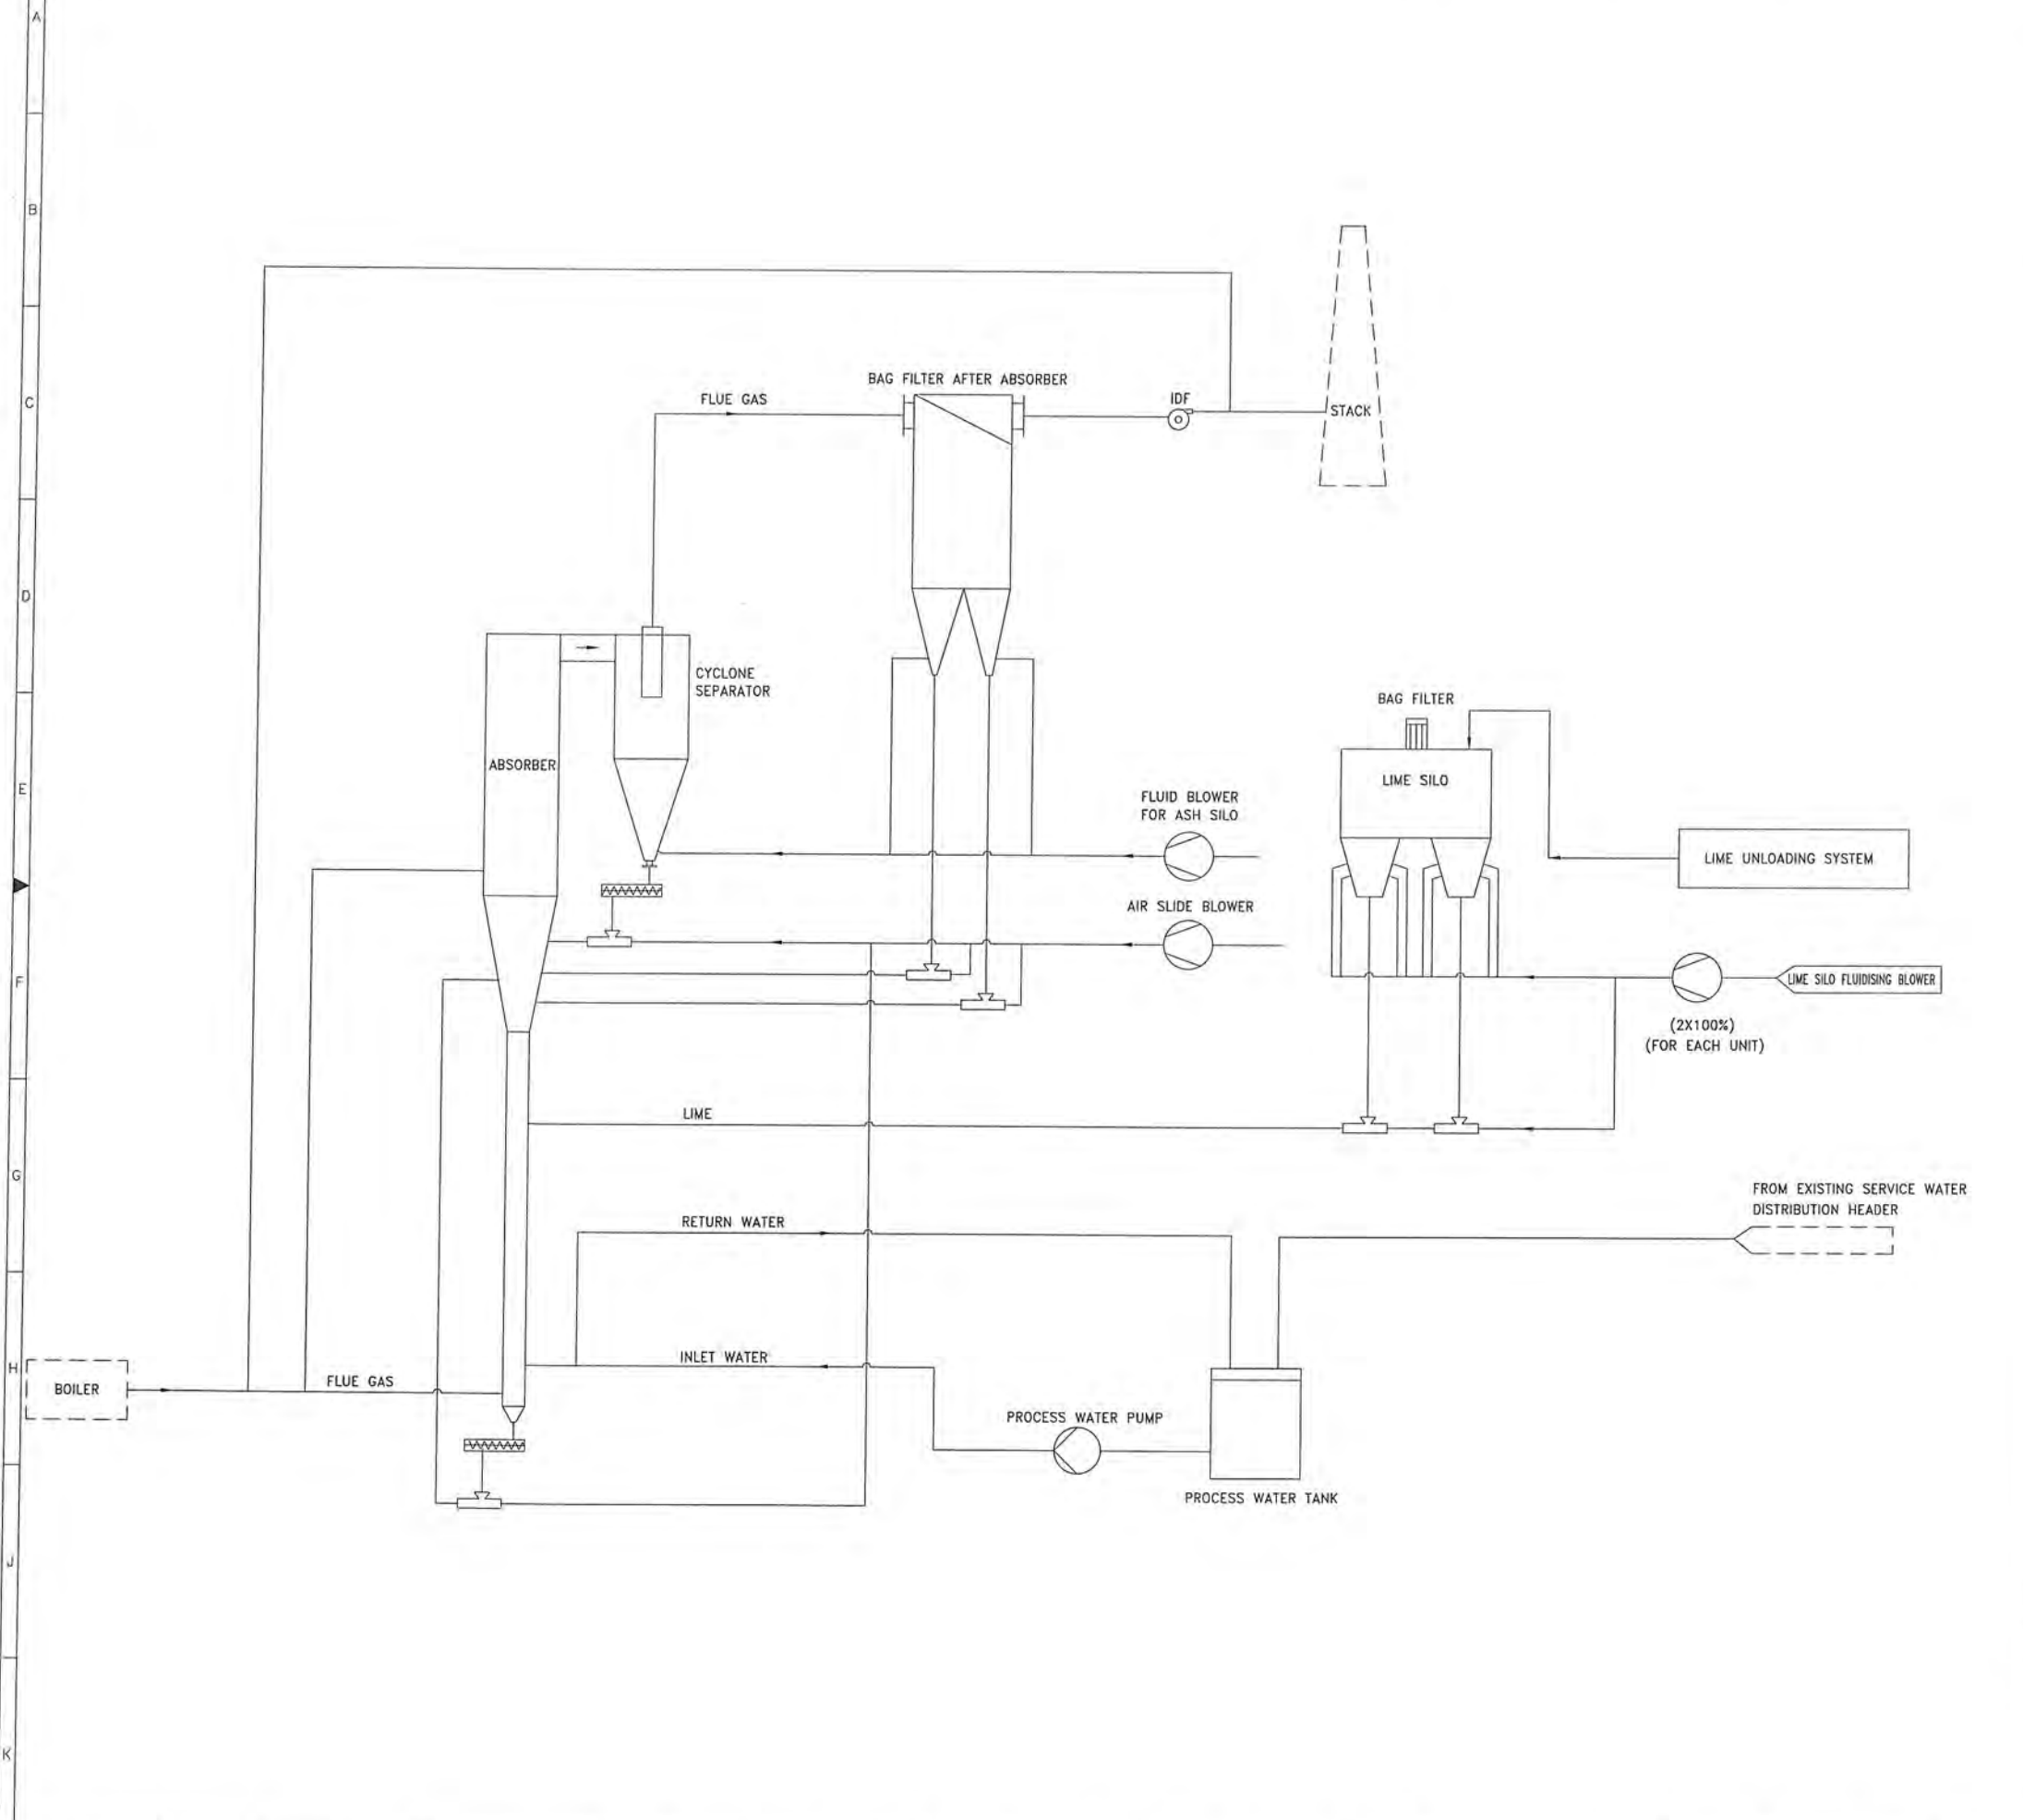 A
B
C
D
E
F
G
H
J
K
BAG FILTER AFTER ABSORBER
FLUE GAS
IDF
STACK
CYCLONE
SEPARATOR
ABSORBER
BAG FILTER
LIME SILO
FLUID BLOWER
FOR ASH SILO
LIME UNLOADING SYSTEM
AIR SLIDE BLOWER
LIME SILO FLUIDISING BLOWER
(2X100%)
(FOR EACH UNIT)
LIME
FROM EXISTING SERVICE WATER
DISTRIBUTION HEADER
RETURN WATER
INLET WATER
BOILER
FLUE GAS
PROCESS WATER PUMP
PROCESS WATER TANK